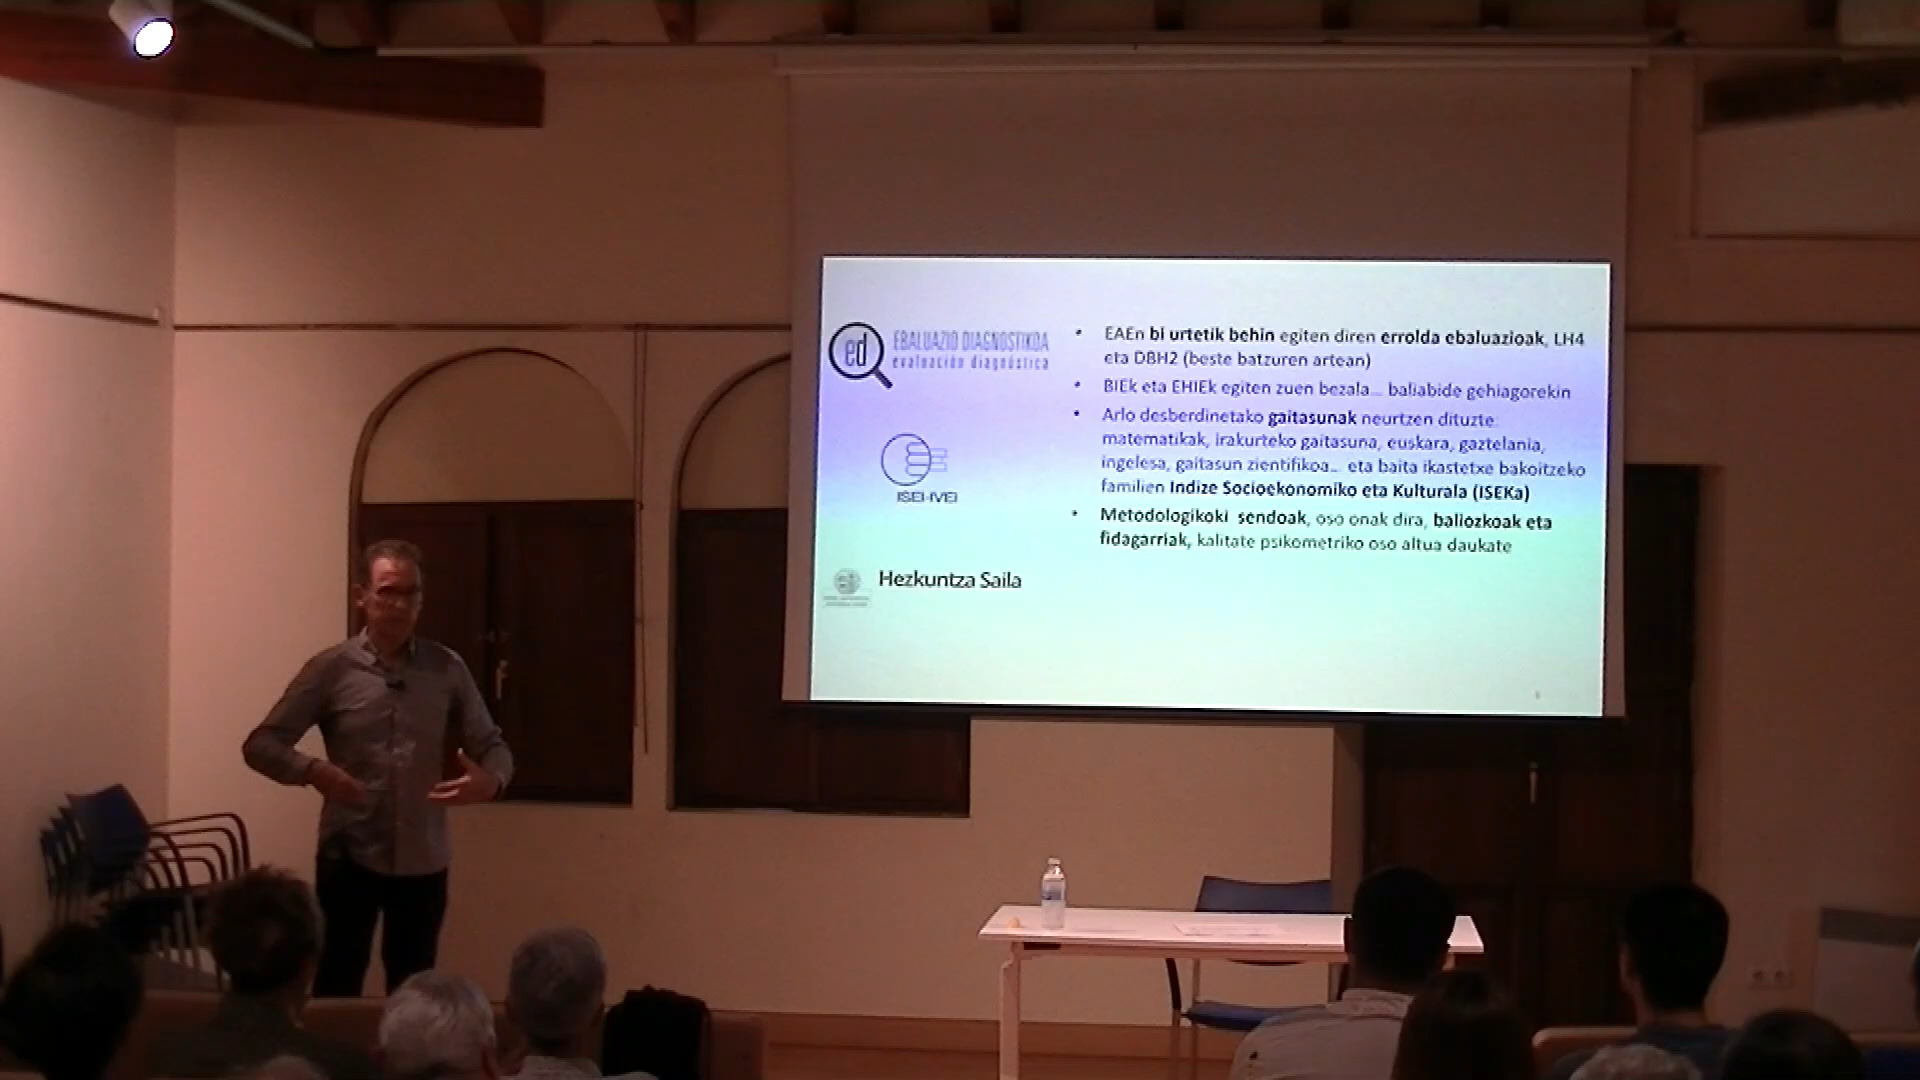 ed
EBALUAZIO DIAGNOSTIKOA
evaluación diagnóstica
ISEI-IVEI
Hezkuntza Saila
• EAEn bi urtetik behin egiten diren errolda ebaluazioak, LH4
eta DBH2 (beste batzuren artean)
• BIEk eta EHIEk egiten zuen bezala... baliabide gehiagorekin
• Arlo desberdinetako gaitasunak neurtzen dituzte:
matematikak, irakurteko gaitasuna, euskara, gaztelania,
ingelesa, gaitasun zientifikoa... eta baita ikastetxe bakoitzeko
familien Indize Socioekonomiko eta Kulturala (ISEKa)
• Metodologikoki sendoak, oso onak dira, baliozkoak eta
fidagarriak, kalitate psikometriko oso altua daukate